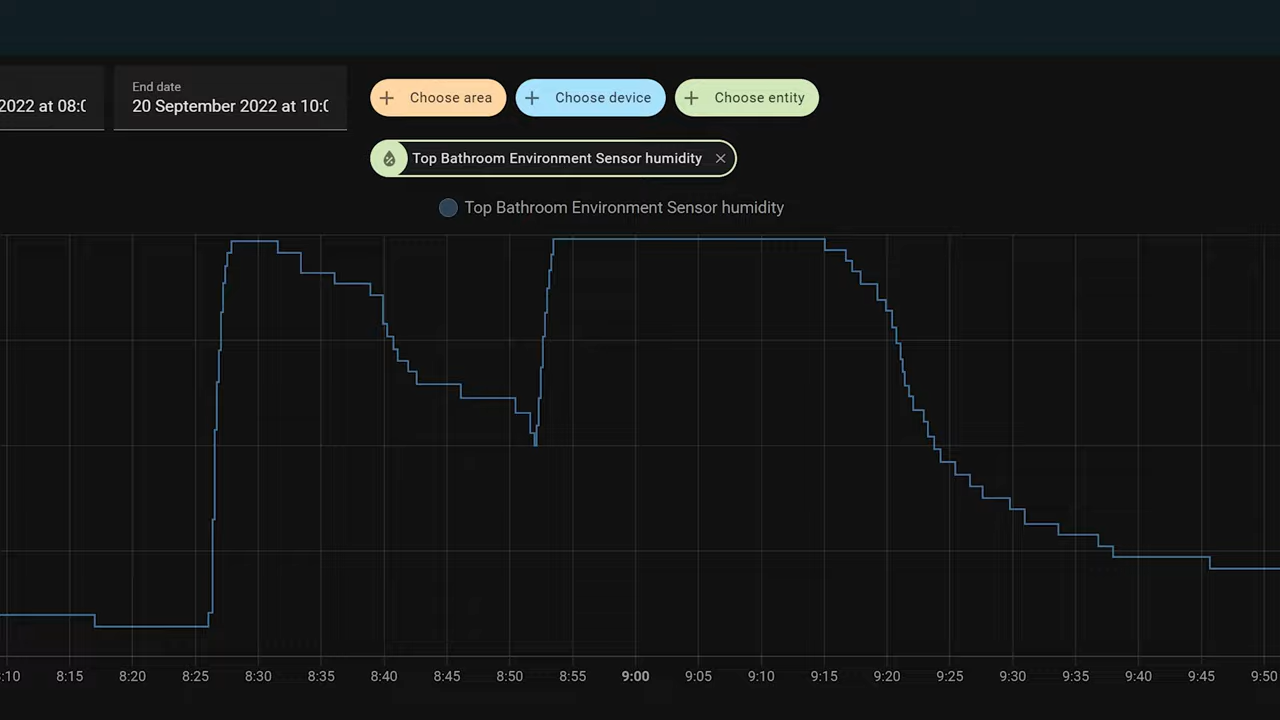 End date
2022 at 08:0
20 September 2022 at 10:0
Choose area
Choose device
Choose entity
Top Bathroom Environment Sensor humidity
Top Bathroom Environment Sensor humidity
:10 8:15 8:20 8:25 8:30 8:35 8:40 8:45 8:50 8:55 9:00 9:05 9:10 9:15 9:20 9:25 9:30 9:35 9:40 9:45 9:50